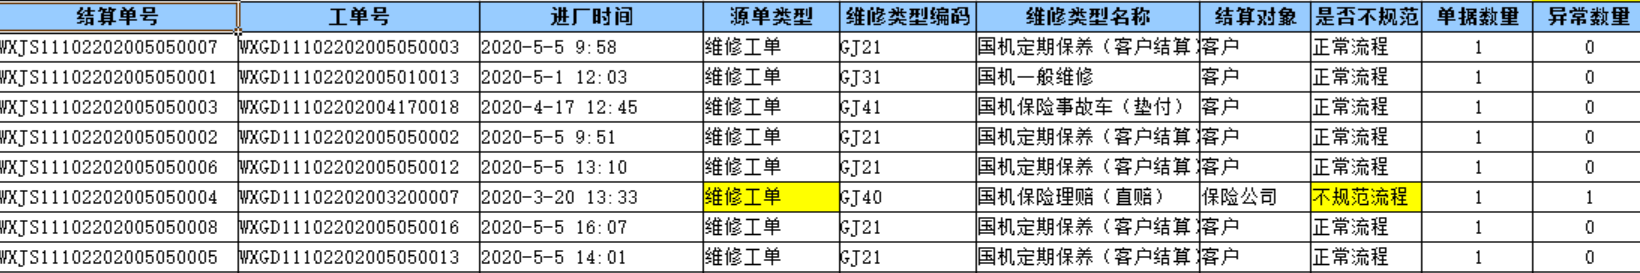 结算单号 工单号 进厂时间 源单类型 维修类型编码 维修类型名称 结算对象 是否不规范 单据数量 异常数量
WXJS11102202005050007 WXGD11102202005050003 2020-5-5 9:58 维修工单 GJ21 国机定期保养（客户结算 客户 正常流程 1 0
WXJS11102202005050001 WXGD11102202005010013 2020-5-1 12:03 维修工单 GJ31 国机一般维修 客户 正常流程 1 0
WXJS11102202005050003 WXGD11102202004170018 2020-4-17 12:45 维修工单 GJ41 国机保险事故车（垫付） 客户 正常流程 1 0
WXJS11102202005050002 WXGD11102202005050002 2020-5-5 9:51 维修工单 GJ21 国机定期保养（客户结算 客户 正常流程 1 0
WXJS11102202005050006 WXGD11102202005050012 2020-5-5 13:10 维修工单 GJ21 国机定期保养（客户结算 客户 正常流程 1 0
WXJS11102202005050004 WXGD11102202003200007 2020-3-20 13:33 维修工单 GJ40 国机保险理赔（直赔） 保险公司 不规范流程 1 1
WXJS11102202005050008 WXGD11102202005050016 2020-5-5 16:07 维修工单 GJ21 国机定期保养（客户结算 客户 正常流程 1 0
WXJS11102202005050005 WXGD11102202005050013 2020-5-5 14:01 维修工单 GJ21 国机定期保养（客户结算 客户 正常流程 1 0